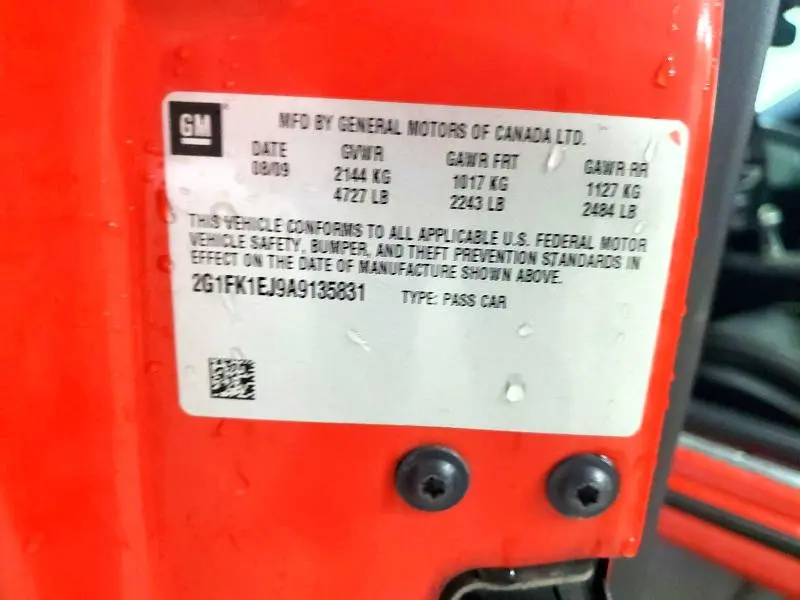 GM
MFD BY GENERAL MOTORS OF CANADA LTD.
DATE GVWR GAWR FRT GAWR RR
08/09 2144 KG 1017 KG 1127 KG
4727 LB 2243 LB 2484 LB
THIS VEHICLE CONFORMS TO ALL APPLICABLE U.S. FEDERAL MOTOR
VEHICLE SAFETY, BUMPER, AND THEFT PREVENTION STANDARDS IN
EFFECT ON THE DATE OF MANUFACTURE SHOWN ABOVE.
2G1FK1EJ9A9135831 TYPE: PASS CAR